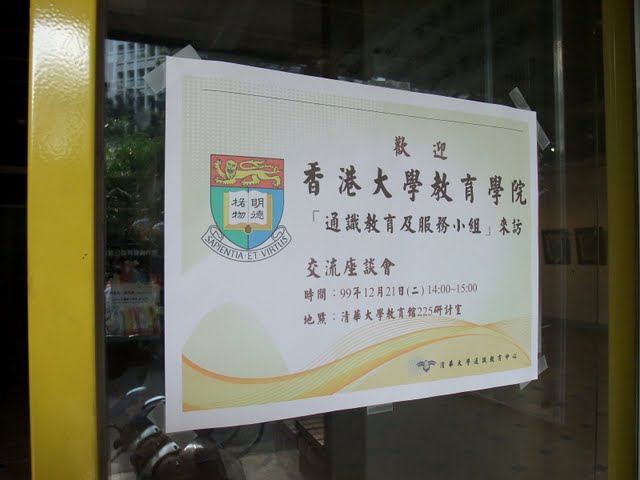 歡迎
香港大學教育學院
「通識教育及服務小組」來訪
明德
格物
SAPIENTIA·ET·VIRTUS
交流座談會
時間：99年12月21日(二) 14:00~15:00
地點：清華大學教育館225研討室
清華大學通識教育中心